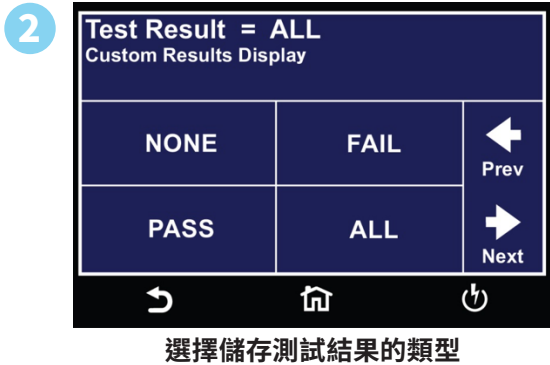 2
Test Result = ALL
Custom Results Display
NONE
FAIL
Prev
PASS
ALL
Next
選擇儲存測試結果的類型